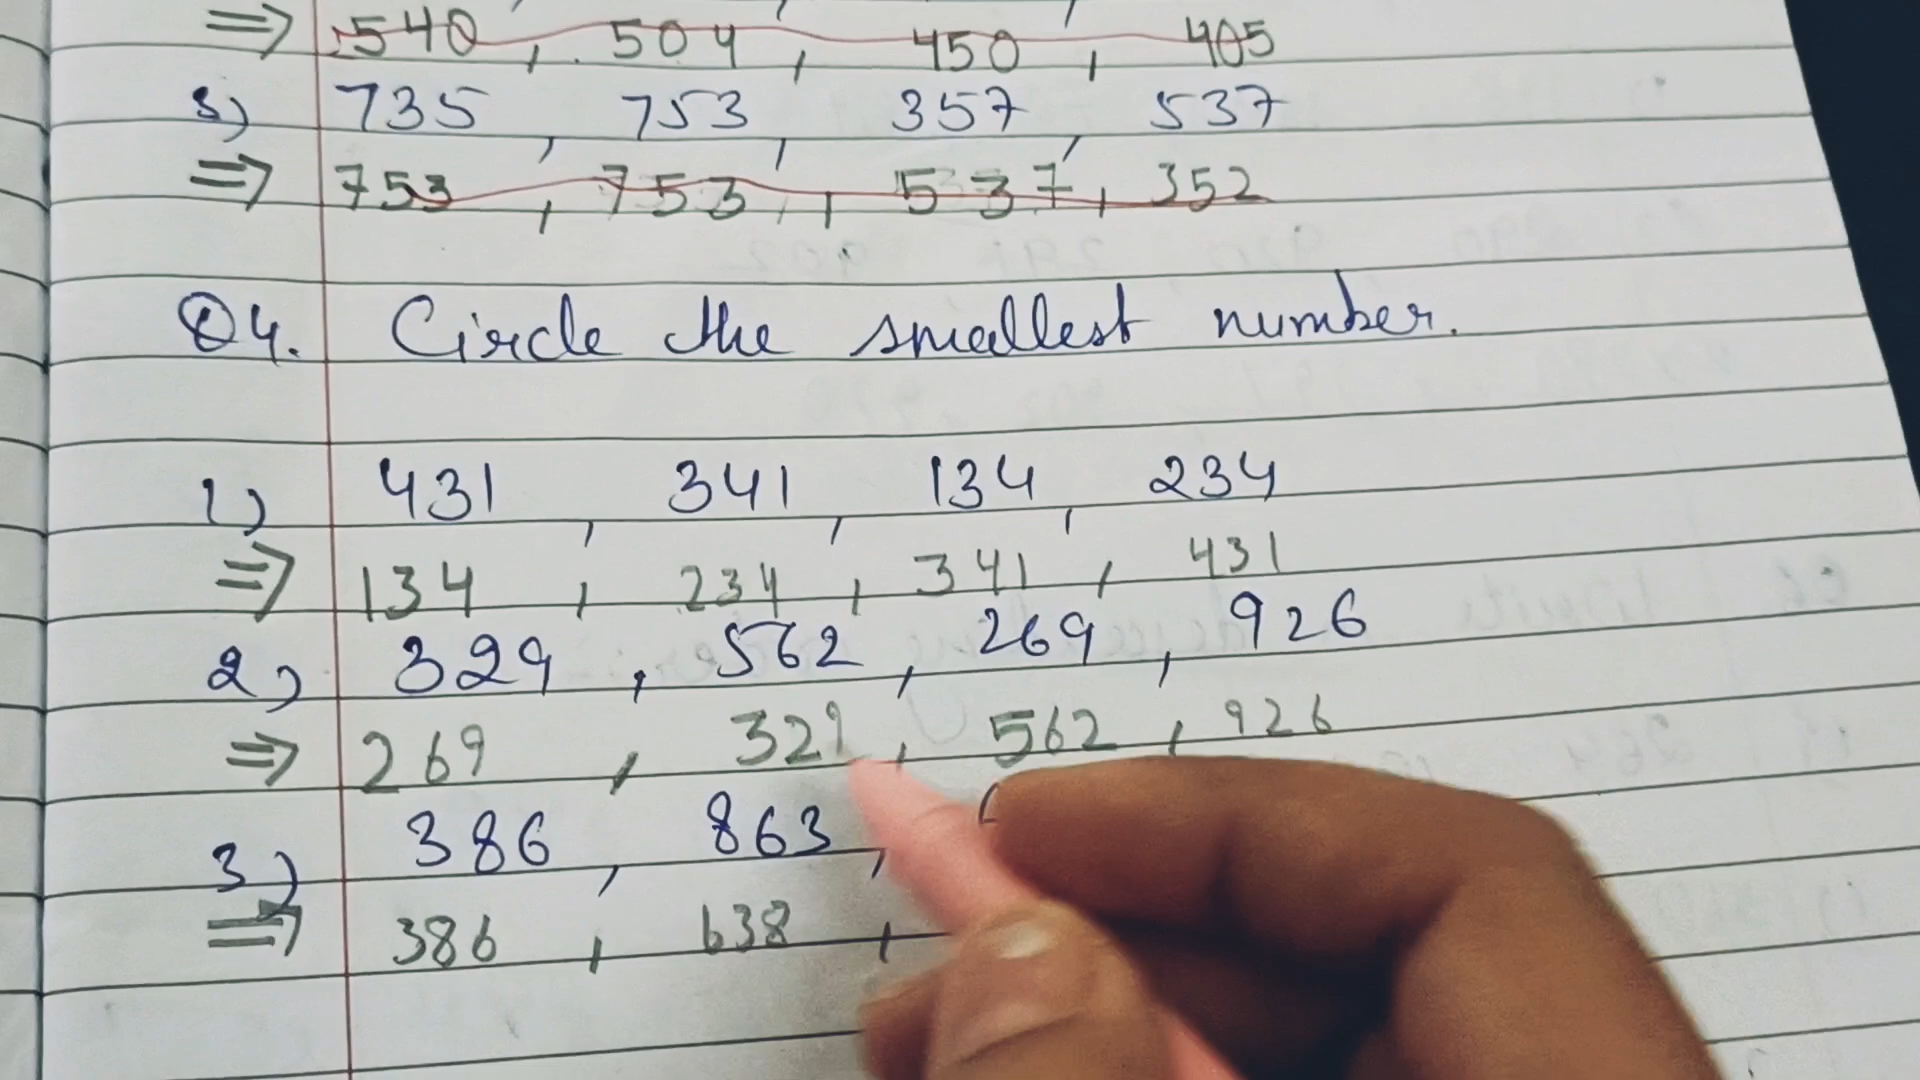 ⇒ 540, 504, 450, 405
3) 735, 753, 357, 537
⇒ 753, 753, 537, 352
Q4. Circle the smallest number.
1) 431, 341, 134, 234
⇒ 134, 234, 341, 431
2) 329, 562, 269, 926
⇒ 269, 329, 562, 926
3) 386, 863,
⇒ 386, 638,